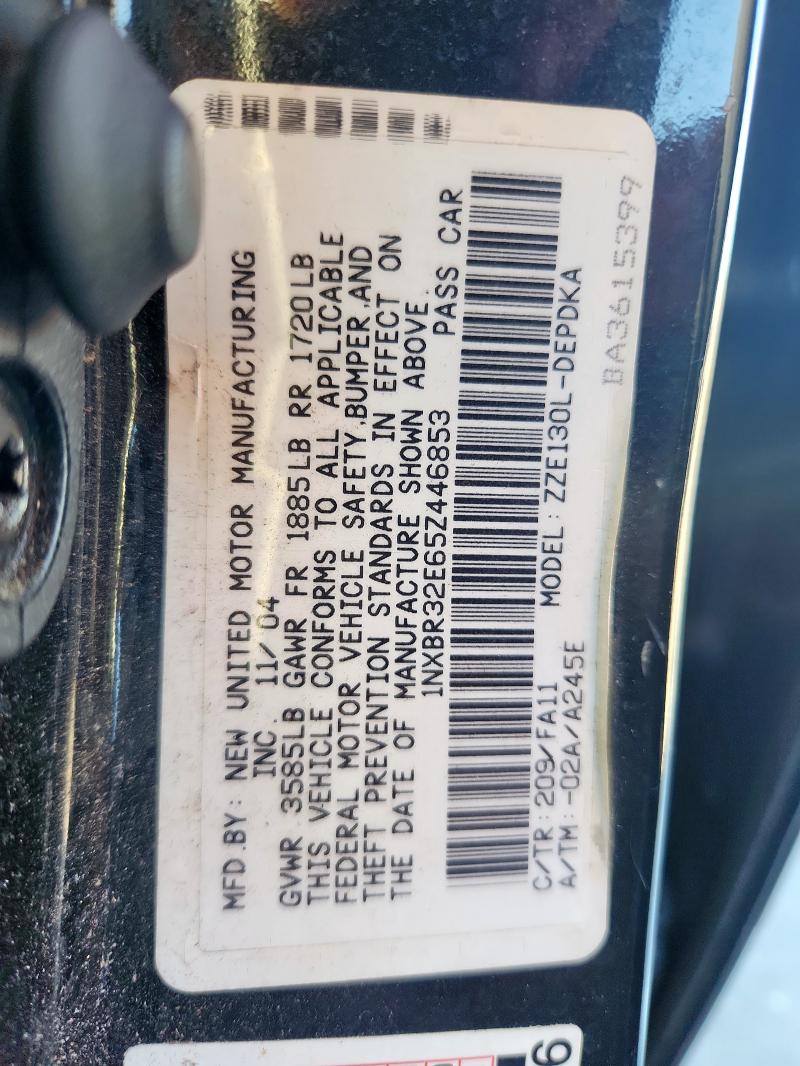 MFD.BY: NEW UNITED MOTOR MANUFACTURING
INC. 11/04
GVWR 3585LB GAWR FR 1885LB RR 1720LB
THIS VEHICLE CONFORMS TO ALL APPLICABLE
FEDERAL MOTOR VEHICLE SAFETY,BUMPER,AND
THEFT PREVENTION STANDARDS IN EFFECT ON
THE DATE OF MANUFACTURE SHOWN ABOVE.
1NXBR32E65Z446853 PASS CAR
C/TR:209/FA11 MODEL:ZZE130L-DEPDKA
A/TM:-02A/A245E
BA3615399
6